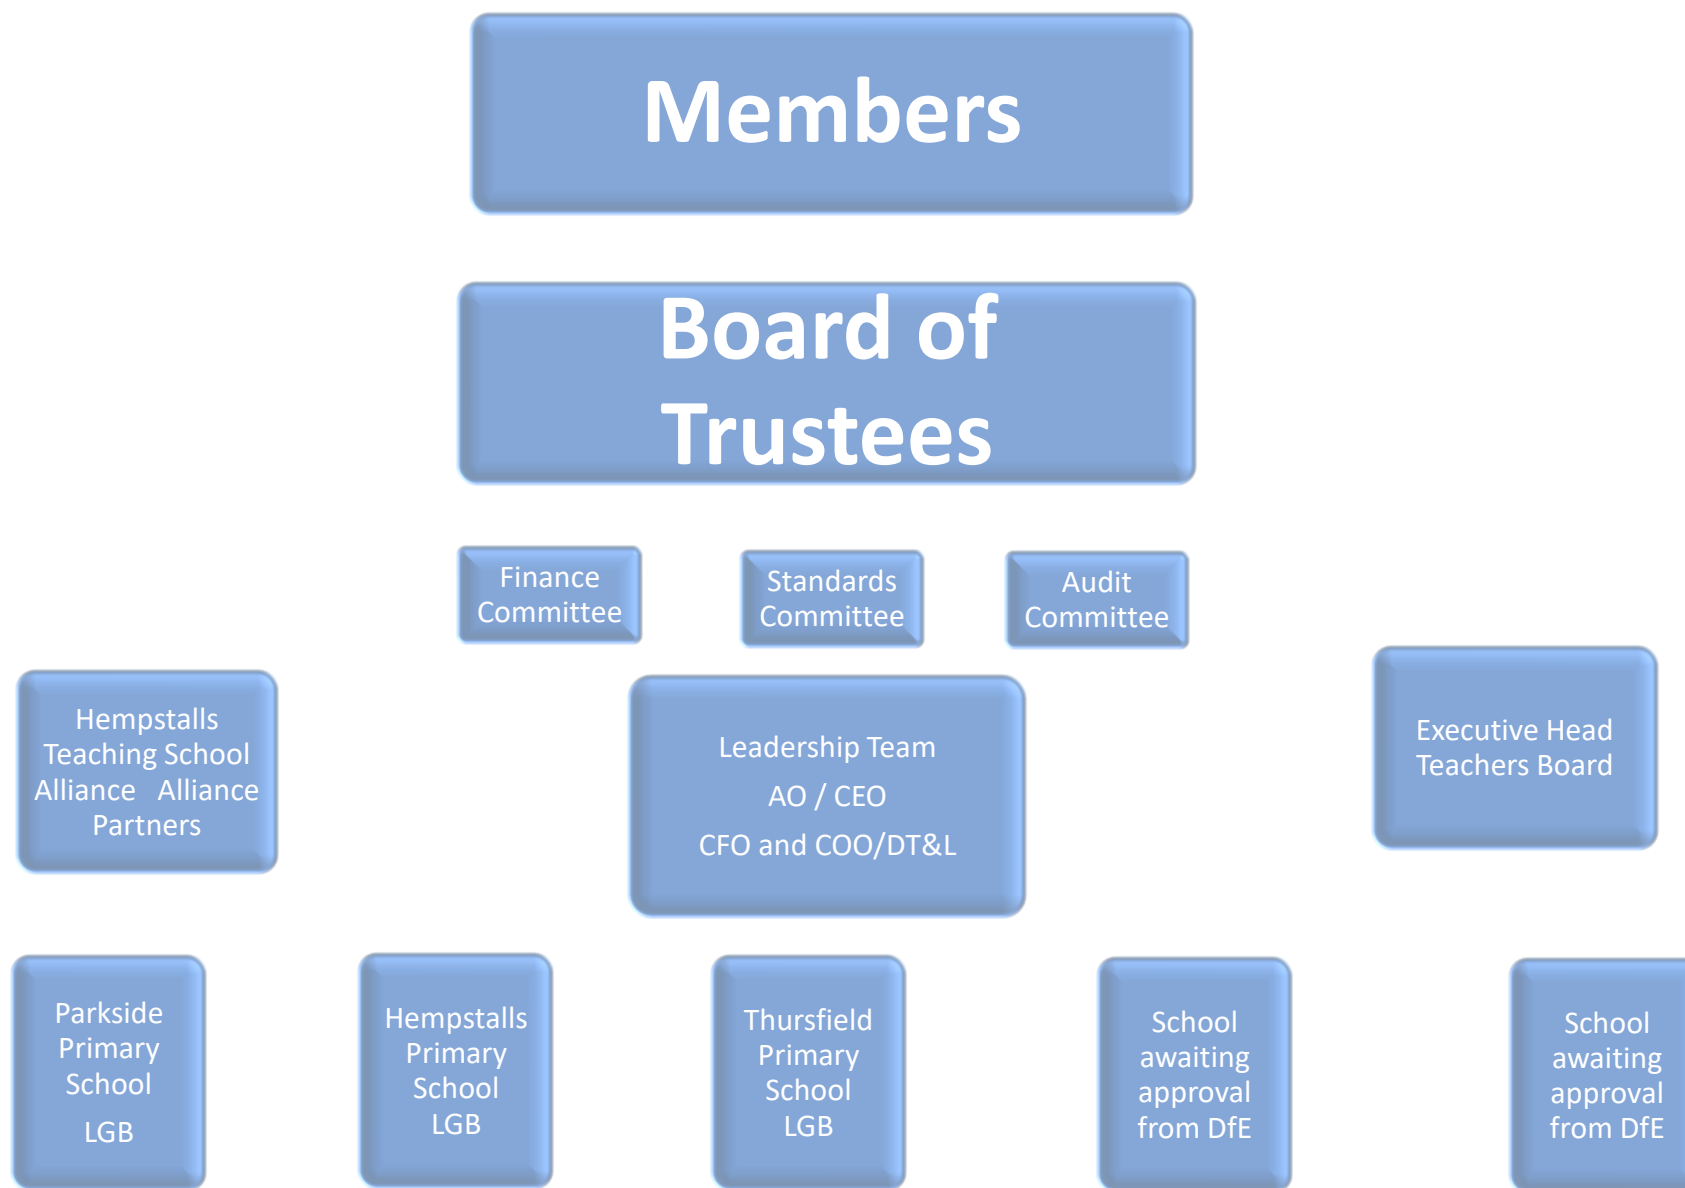 Members
Board of
Trustees
Finance
Committee
Standards
Committee
Audit
Committee
Hempstalls
Teaching School
Alliance   Alliance
Partners
Leadership Team
AO / CEO
CFO and COO/DT&L
Executive Head
Teachers Board
Parkside
Primary
School
LGB
Hempstalls
Primary
School
LGB
Thursfield
Primary
School
LGB
School
awaiting
approval
from DfE
School
awaiting
approval
from DfE